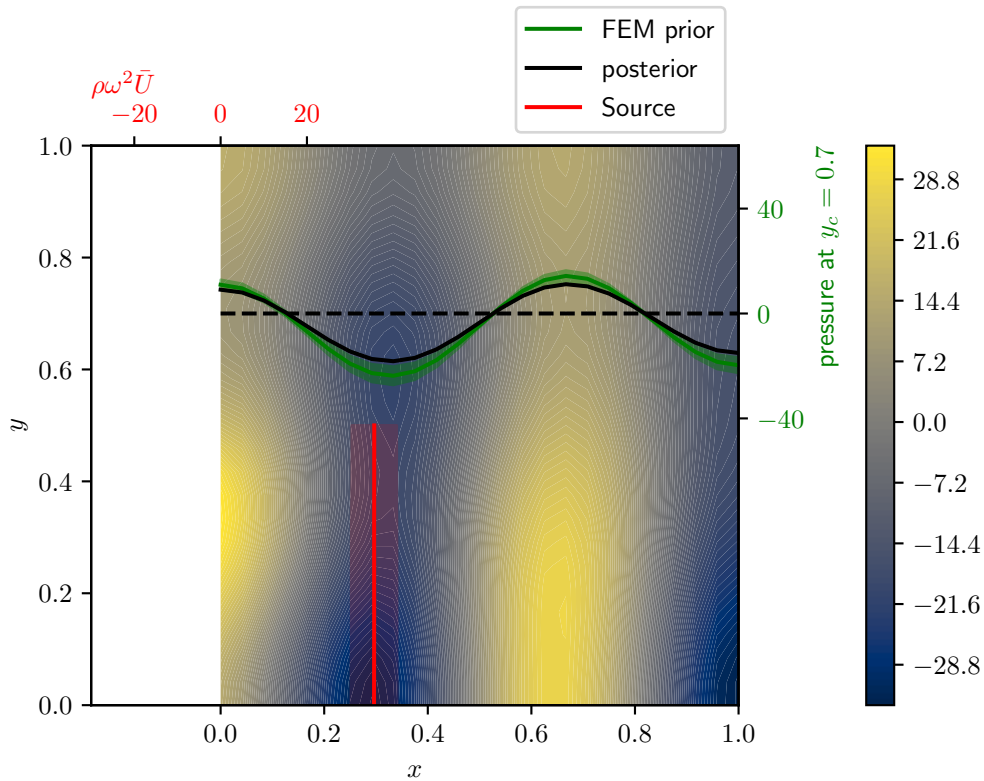 FEM prior
posterior
Source
ρω²Ū
−20 0 20
1.0
0.8
0.6
0.4
0.2
0.0
y
0.0 0.2 0.4 0.6 0.8 1.0
x
40
0
−40
pressure at y_c = 0.7
28.8
21.6
14.4
7.2
0.0
−7.2
−14.4
−21.6
−28.8